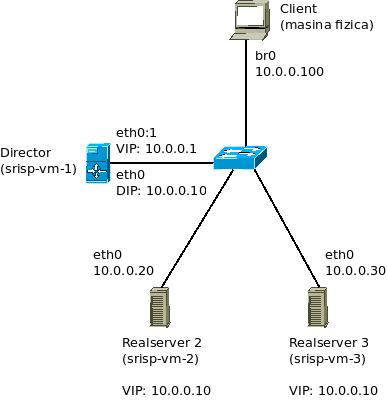 Client
(masina fizica)
br0
10.0.0.100
eth0:1
VIP: 10.0.0.1
Director
(srisp-vm-1)
eth0
DIP: 10.0.0.10
eth0
10.0.0.20
eth0
10.0.0.30
Realserver 2
(srisp-vm-2)
VIP: 10.0.0.10
Realserver 3
(srisp-vm-3)
VIP: 10.0.0.10